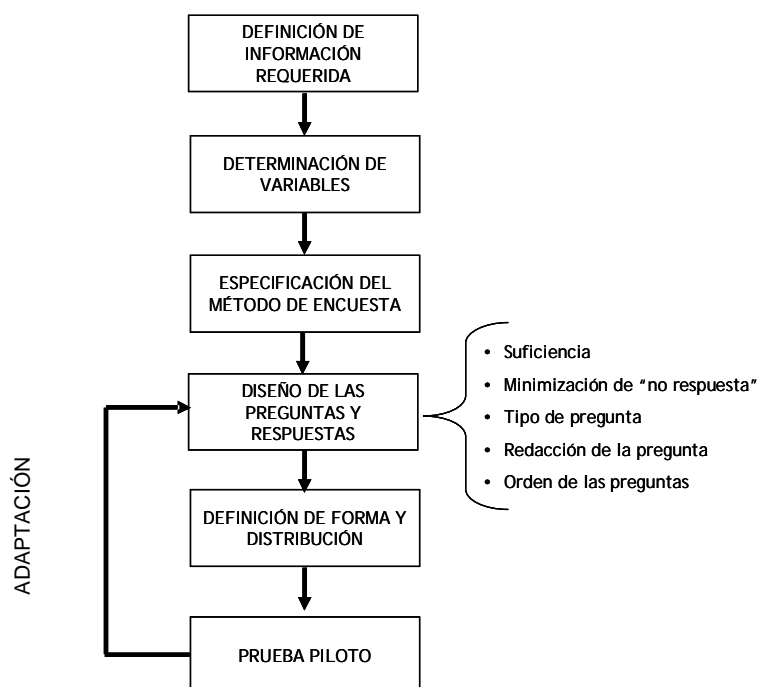 DEFINICIÓN DE
INFORMACIÓN
REQUERIDA
DETERMINACIÓN DE
VARIABLES
ESPECIFICACIÓN DEL
MÉTODO DE ENCUESTA
DISEÑO DE LAS
PREGUNTAS Y
RESPUESTAS
• Suficiencia
• Minimización de “no respuesta”
• Tipo de pregunta
• Redacción de la pregunta
• Orden de las preguntas
DEFINICIÓN DE FORMA Y
DISTRIBUCIÓN
PRUEBA PILOTO
ADAPTACIÓN